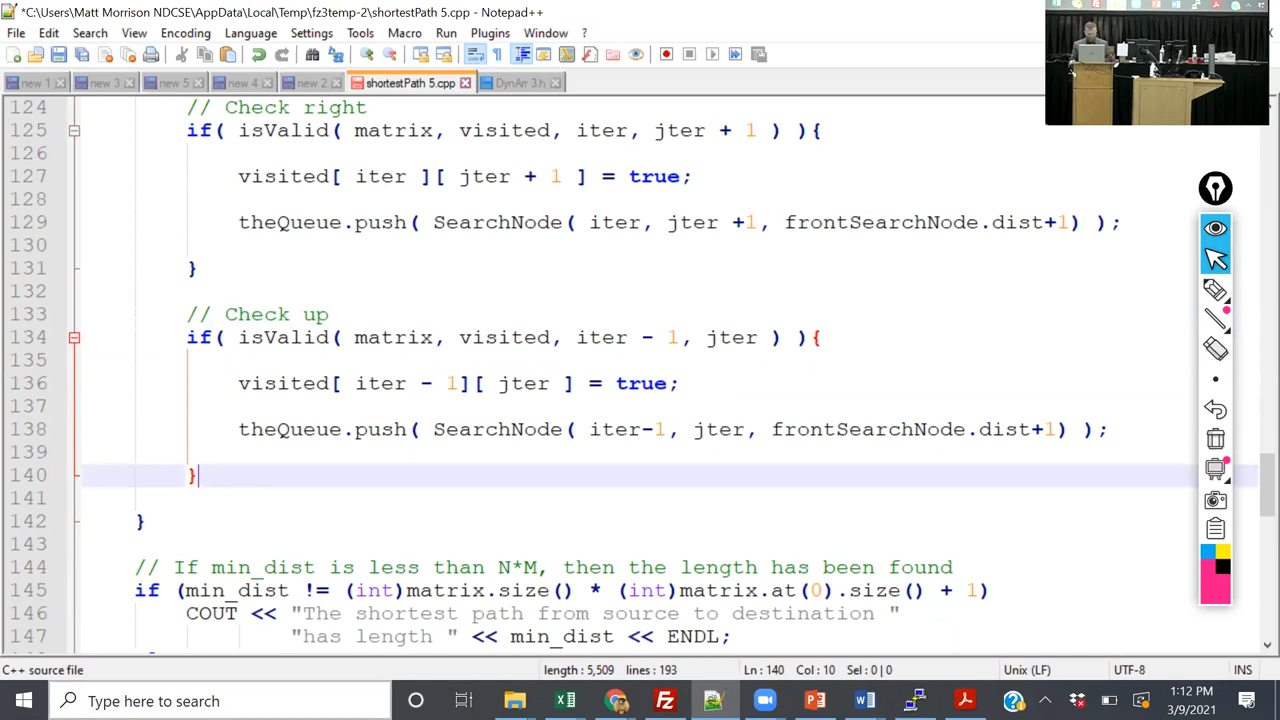 *C:\Users\Matt Morrison NDCSE\AppData\Local\Temp\fz3temp-2\shortestPath 5.cpp - Notepad++
File Edit Search View Encoding Language Settings Tools Macro Run Plugins Window ?
new 1 new 3 new 5 new 4 new 2 shortestPath 5.cpp DynArr 3.h
124 // Check right
125 if( isValid( matrix, visited, iter, jter + 1 ) ){
126
127 visited[ iter ][ jter + 1 ] = true;
128
129 theQueue.push( SearchNode( iter, jter +1, frontSearchNode.dist+1) );
130
131 }
132
133 // Check up
134 if( isValid( matrix, visited, iter - 1, jter ) ){
135
136 visited[ iter - 1][ jter ] = true;
137
138 theQueue.push( SearchNode( iter-1, jter, frontSearchNode.dist+1) );
139
140 }
141
142 }
143
144 // If min_dist is less than N*M, then the length has been found
145 if (min_dist != (int)matrix.size() * (int)matrix.at(0).size() + 1)
146 COUT << "The shortest path from source to destination "
147 "has length " << min_dist << ENDL;
C++ source file length : 5,509 lines : 193 Ln : 140 Col : 10 Sel : 0 | 0 Unix (LF) UTF-8 INS
Type here to search
1:12 PM
3/9/2021